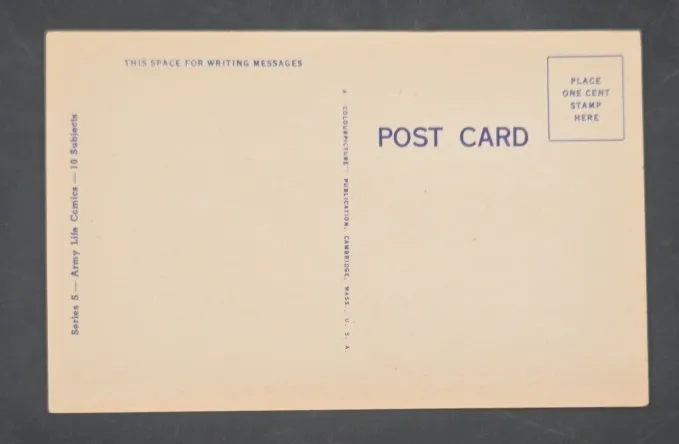 THIS SPACE FOR WRITING MESSAGES
Series S — Army Life Comics — 10 Subjects
A "COLOURPICTURE" PUBLICATION, CAMBRIDGE, MASS., U. S. A
POST CARD
PLACE
ONE CENT
STAMP
HERE